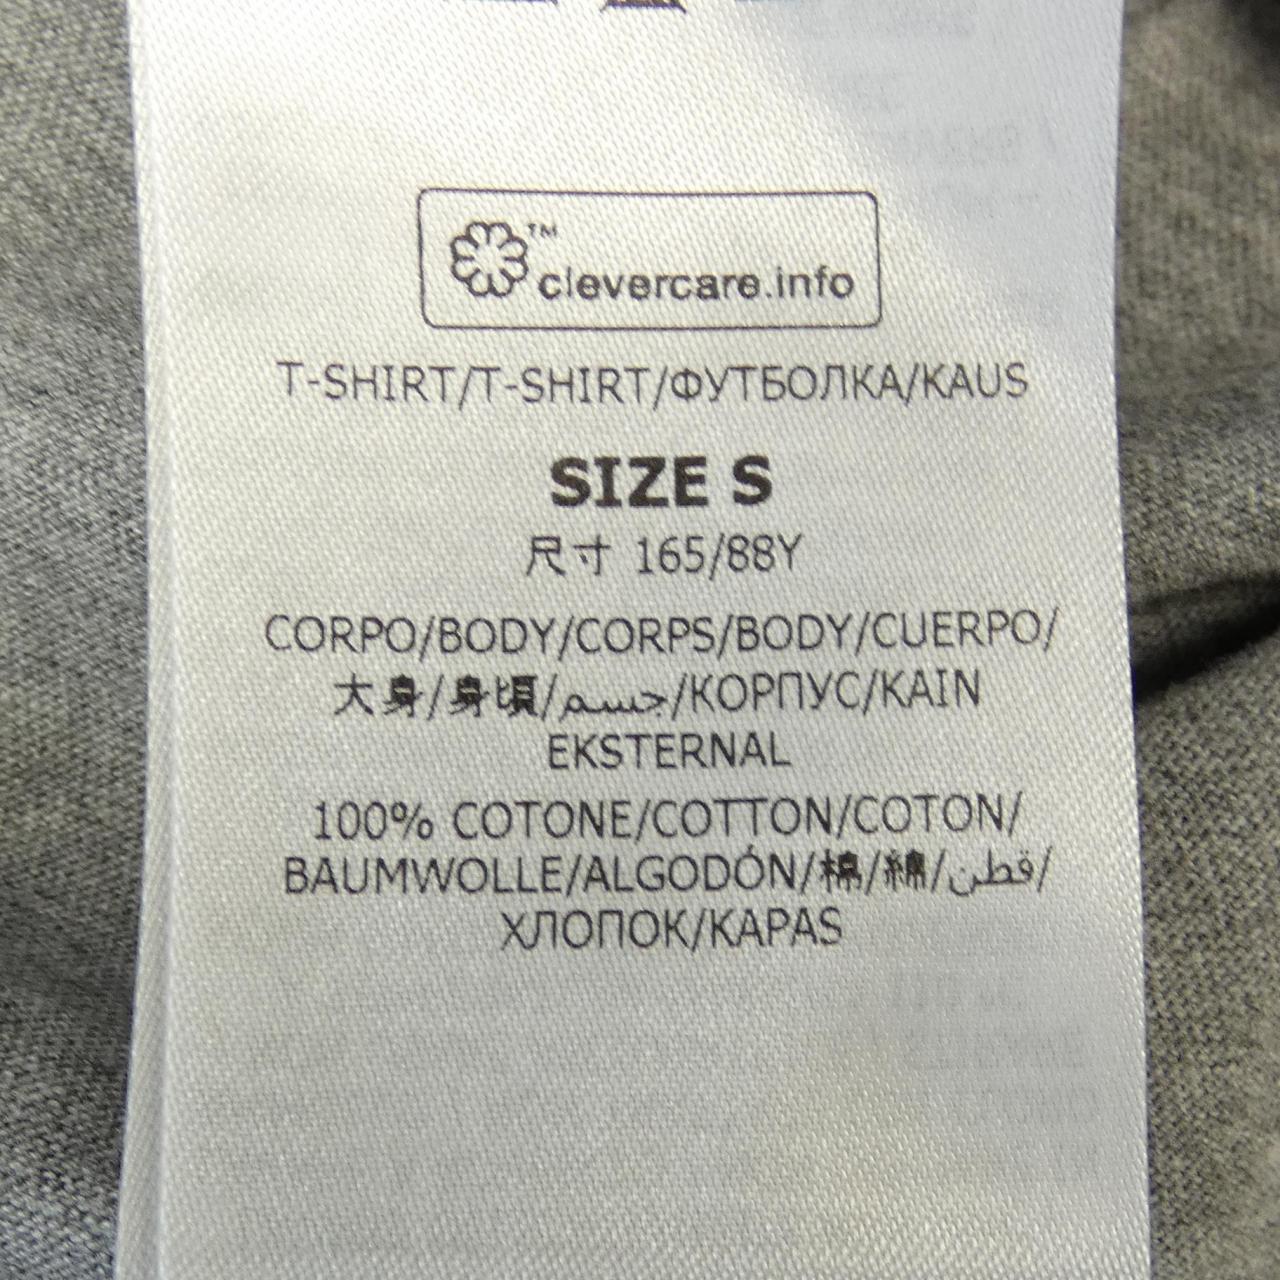 ™
clevercare.info
T-SHIRT/T-SHIRT/ФУТБОЛКА/KAUS
SIZE S
尺寸 165/88Y
CORPO/BODY/CORPS/BODY/CUERPO/
大身/身頃/جسم/КОРПУС/KAIN
EKSTERNAL
100% COTONE/COTTON/COTON/
BAUMWOLLE/ALGODÓN/棉/綿/قطن/
ХЛОПОК/KAPAS